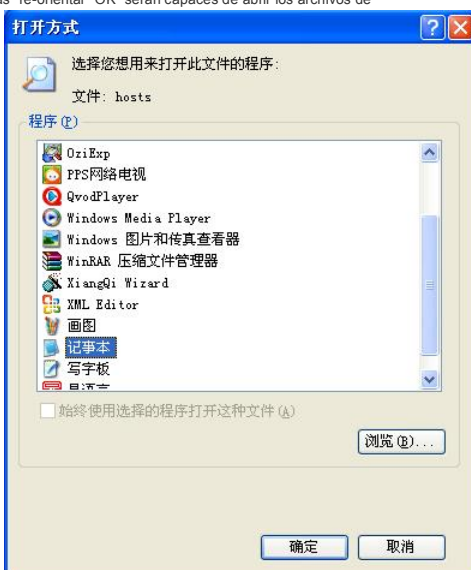 "re-orientar" "OR" serán capaces de abrir los archivos de
打开方式
选择您想用来打开此文件的程序:
文件: hosts
程序(P)
OziExp
PPS网络电视
QvodPlayer
Windows Media Player
Windows 图片和传真查看器
WinRAR 压缩文件管理器
XiangQi Wizard
XML Editor
画图
记事本
写字板
始终使用选择的程序打开这种文件(A)
浏览(B)...
确定
取消